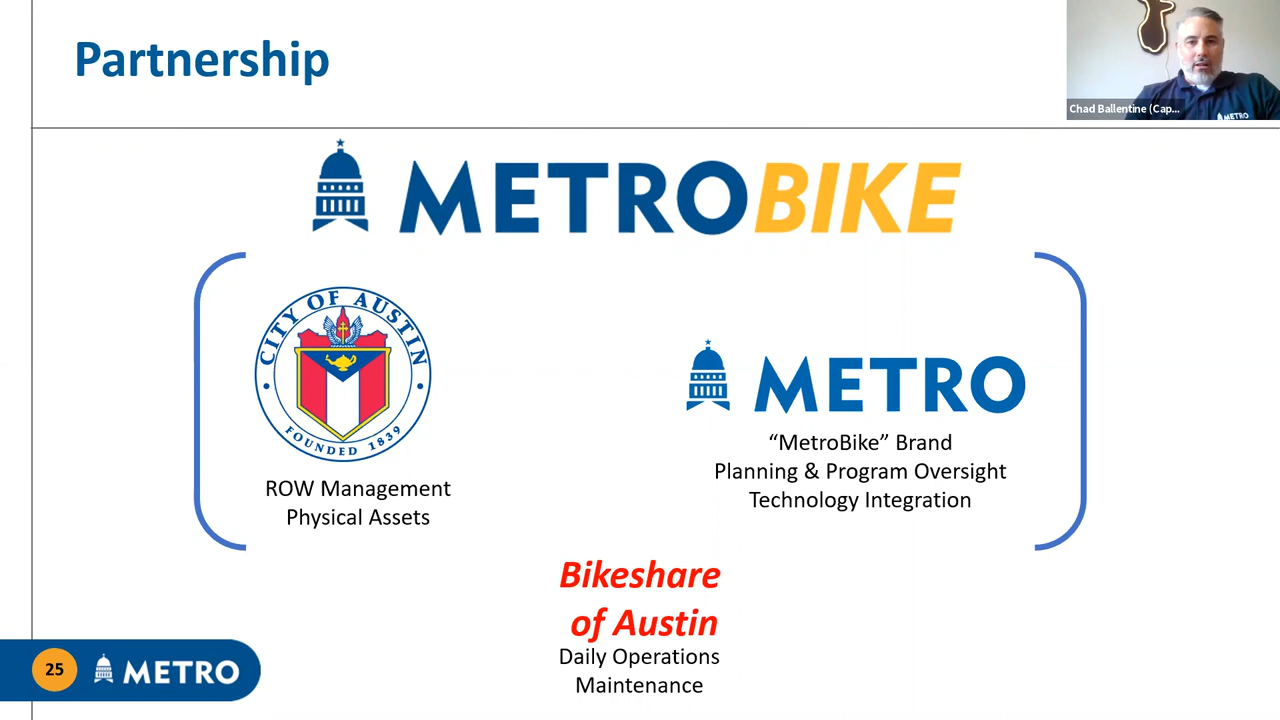 Partnership
Chad Ballentine (Cap...
METRO
METROBIKE
CITY OF AUSTIN
FOUNDED 1839
ROW Management
Physical Assets
METRO
“MetroBike” Brand
Planning & Program Oversight
Technology Integration
Bikeshare
of Austin
Daily Operations
Maintenance
25
METRO